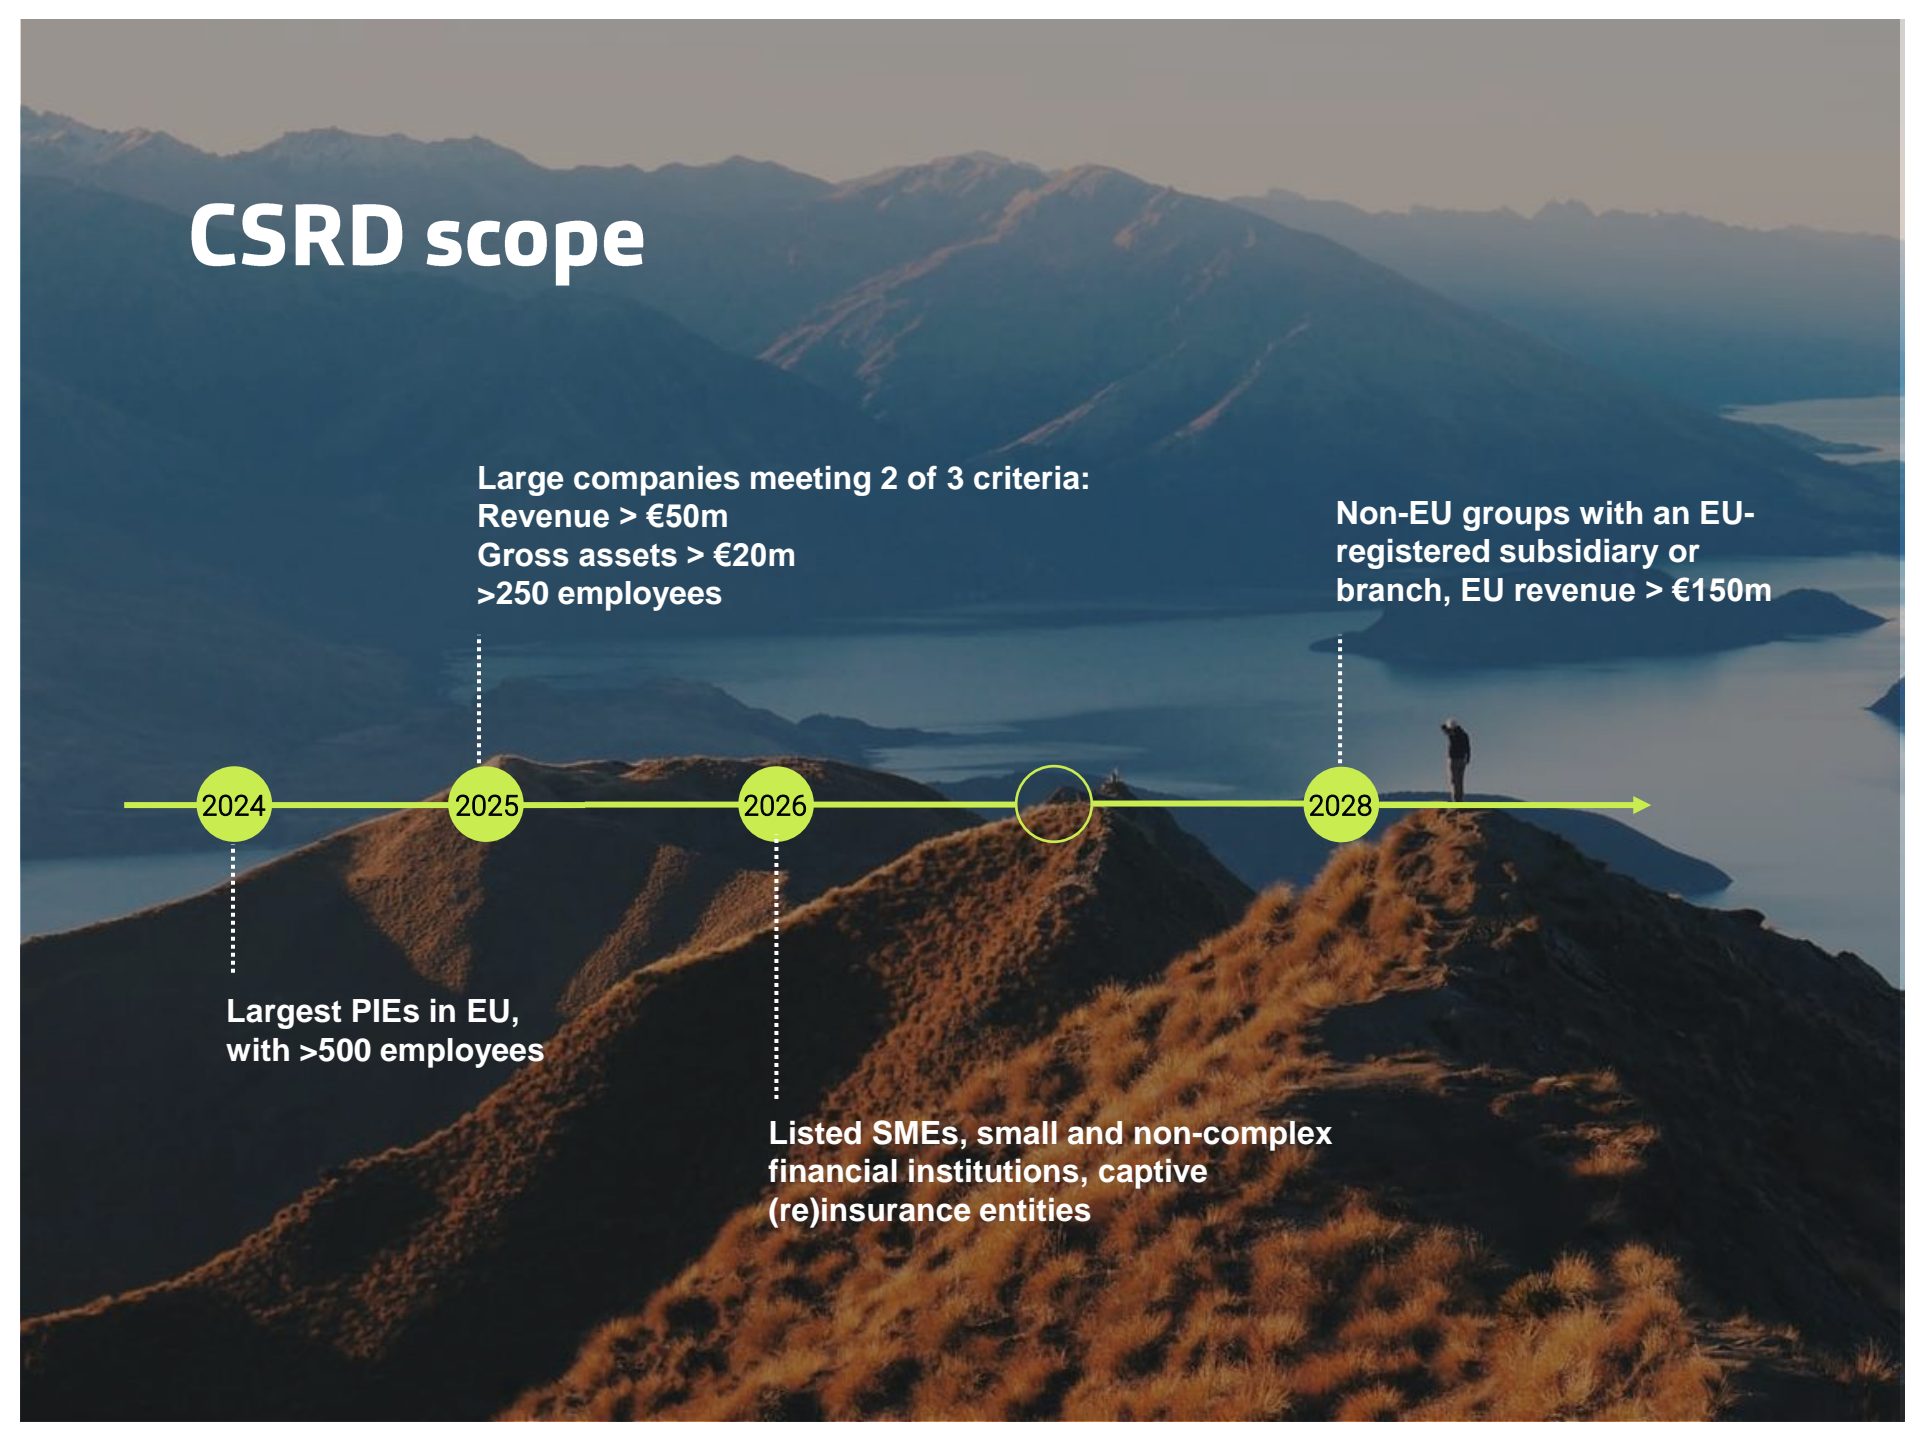 CSRD scope
Large companies meeting 2 of 3 criteria:
Revenue > €50m
Gross assets > €20m
>250 employees
Non-EU groups with an EU-
registered subsidiary or
branch, EU revenue > €150m
2024
2025
2026
2028
Largest PIEs in EU,
with >500 employees
Listed SMEs, small and non-complex
financial institutions, captive
(re)insurance entities